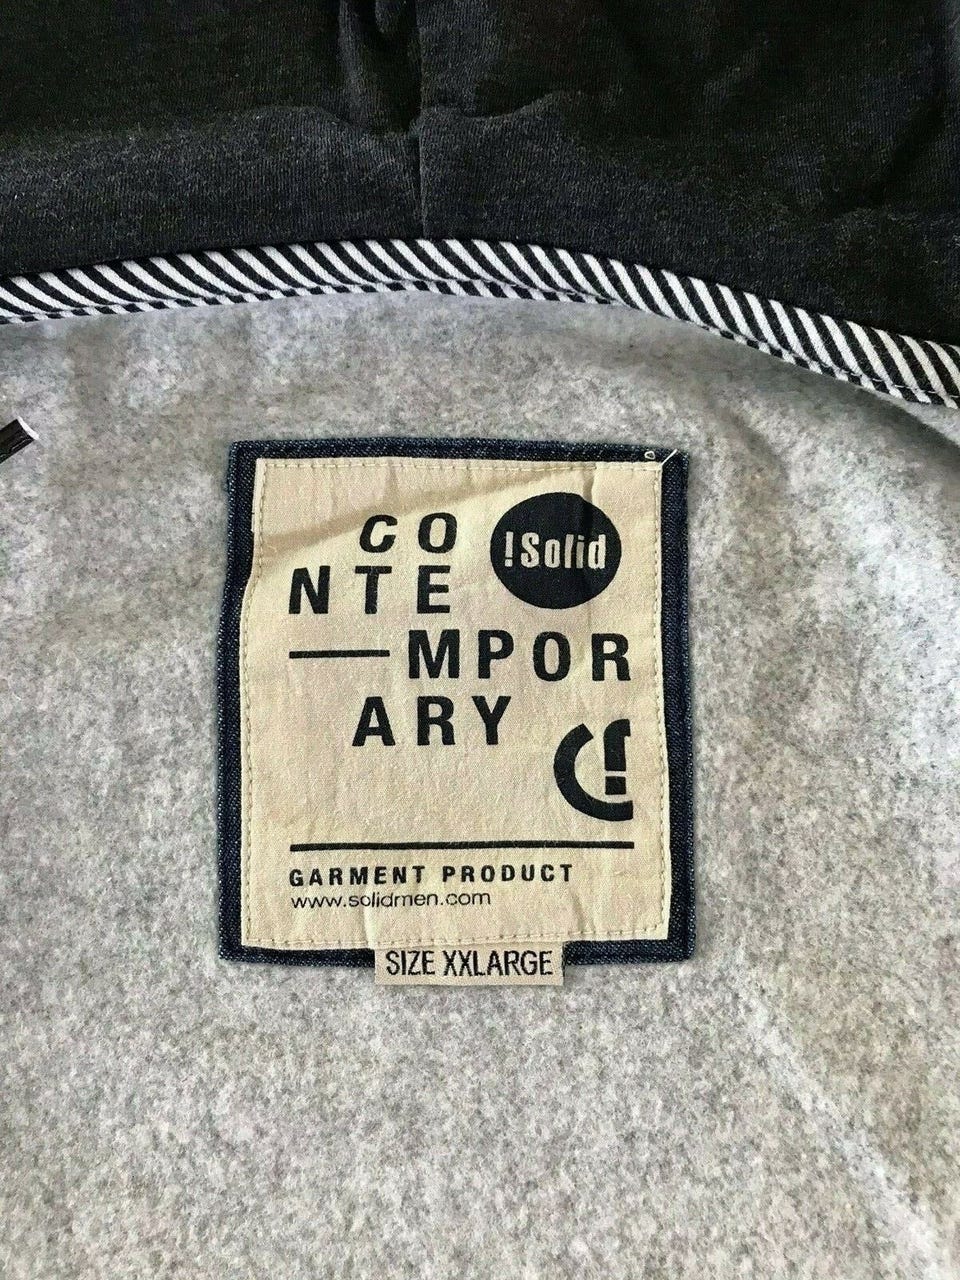 CO
!Solid
NTE
—MPOR
ARY
GARMENT PRODUCT
www.solidmen.com
SIZE XXLARGE